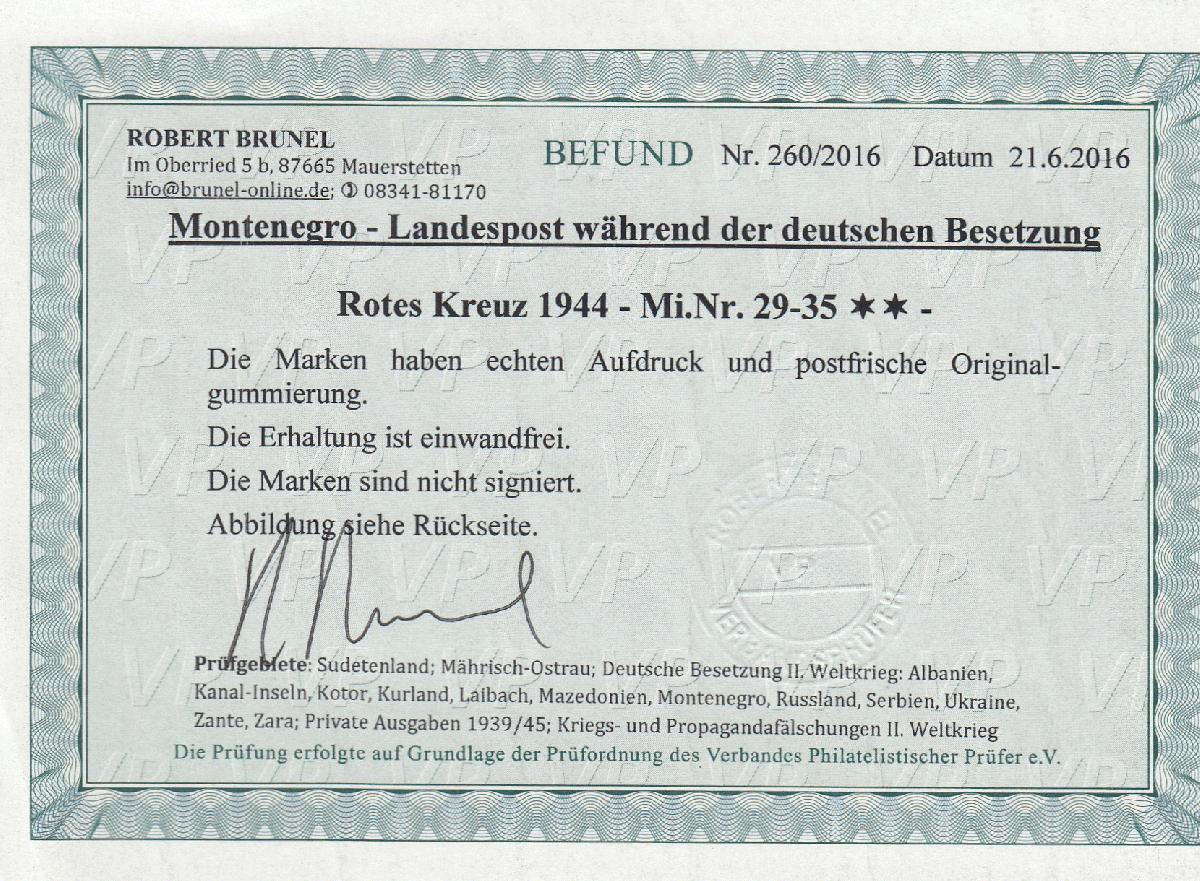 ROBERT BRUNEL
Im Oberried 5 b, 87665 Mauerstetten
info@brunel-online.de; ✆ 08341-81170
BEFUND Nr. 260/2016 Datum 21.6.2016
Montenegro - Landespost während der deutschen Besetzung
Rotes Kreuz 1944 - Mi.Nr. 29-35 ✶✶ -
Die Marken haben echten Aufdruck und postfrische Original-
gummierung.
Die Erhaltung ist einwandfrei.
Die Marken sind nicht signiert.
Abbildung siehe Rückseite.
ROBERT BRUNEL
VP
VERBANDSPRÜFER
Prüfgebiete: Sudetenland; Mährisch-Ostrau; Deutsche Besetzung II. Weltkrieg: Albanien,
Kanal-Inseln, Kotor, Kurland, Laibach, Mazedonien, Montenegro, Russland, Serbien, Ukraine,
Zante, Zara; Private Ausgaben 1939/45; Kriegs- und Propagandafälschungen II. Weltkrieg
Die Prüfung erfolgte auf Grundlage der Prüfordnung des Verbandes Philatelistischer Prüfer e.V.